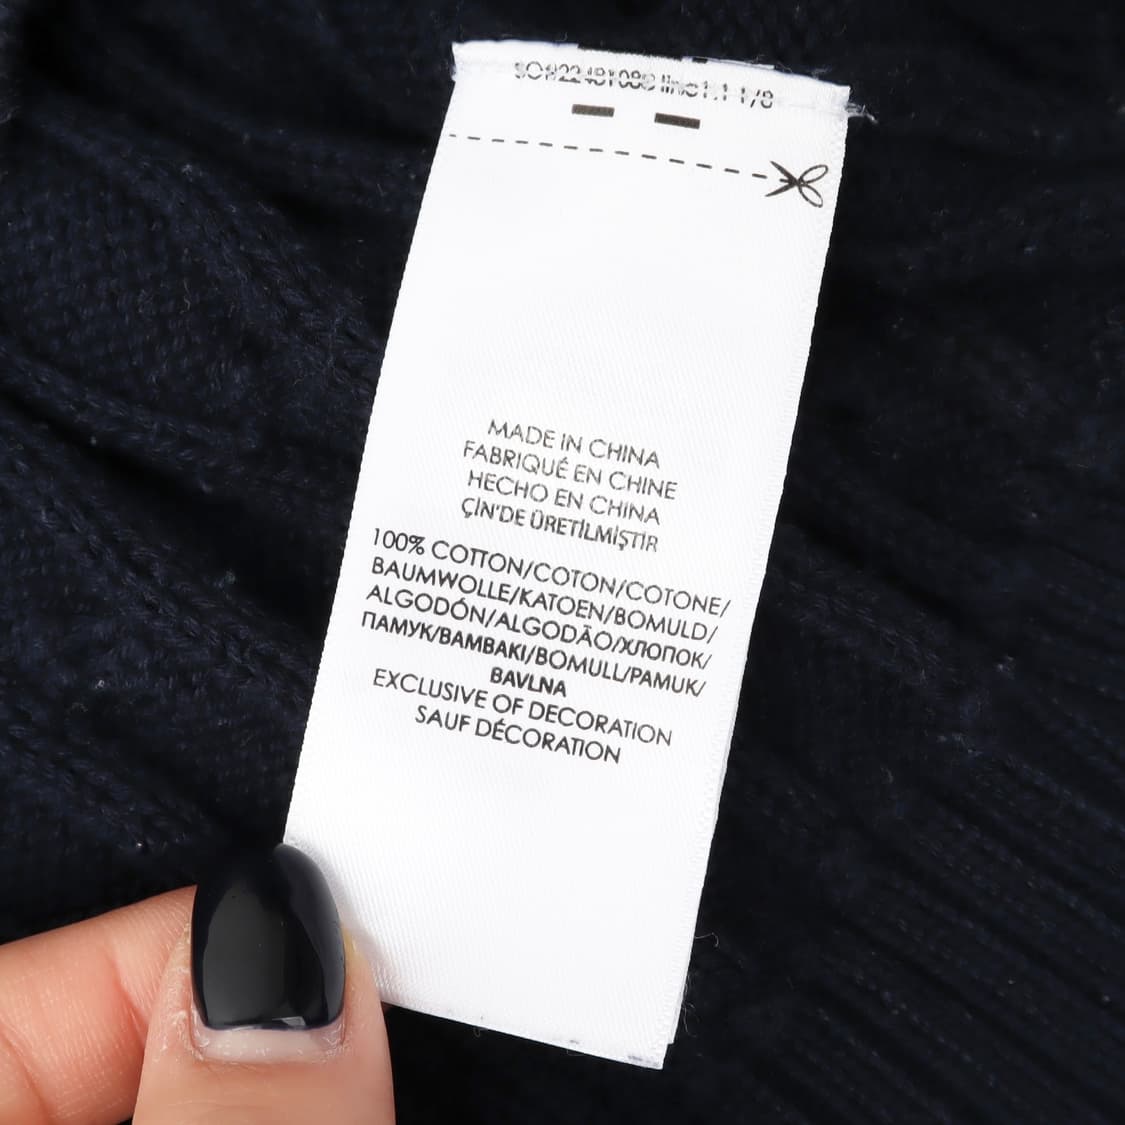 MADE IN CHINA
FABRIQUÉ EN CHINE
HECHO EN CHINA
ÇİN'DE ÜRETİLMİŞTİR
100% COTTON/COTON/COTONE/
BAUMWOLLE/KATOEN/BOMULD/
ALGODÓN/ALGODÃO/ХЛОПОК/
ΠΑΜΥΚ/BAMBAKI/BOMULL/PAMUK/
BAVLNA
EXCLUSIVE OF DECORATION
SAUF DÉCORATION